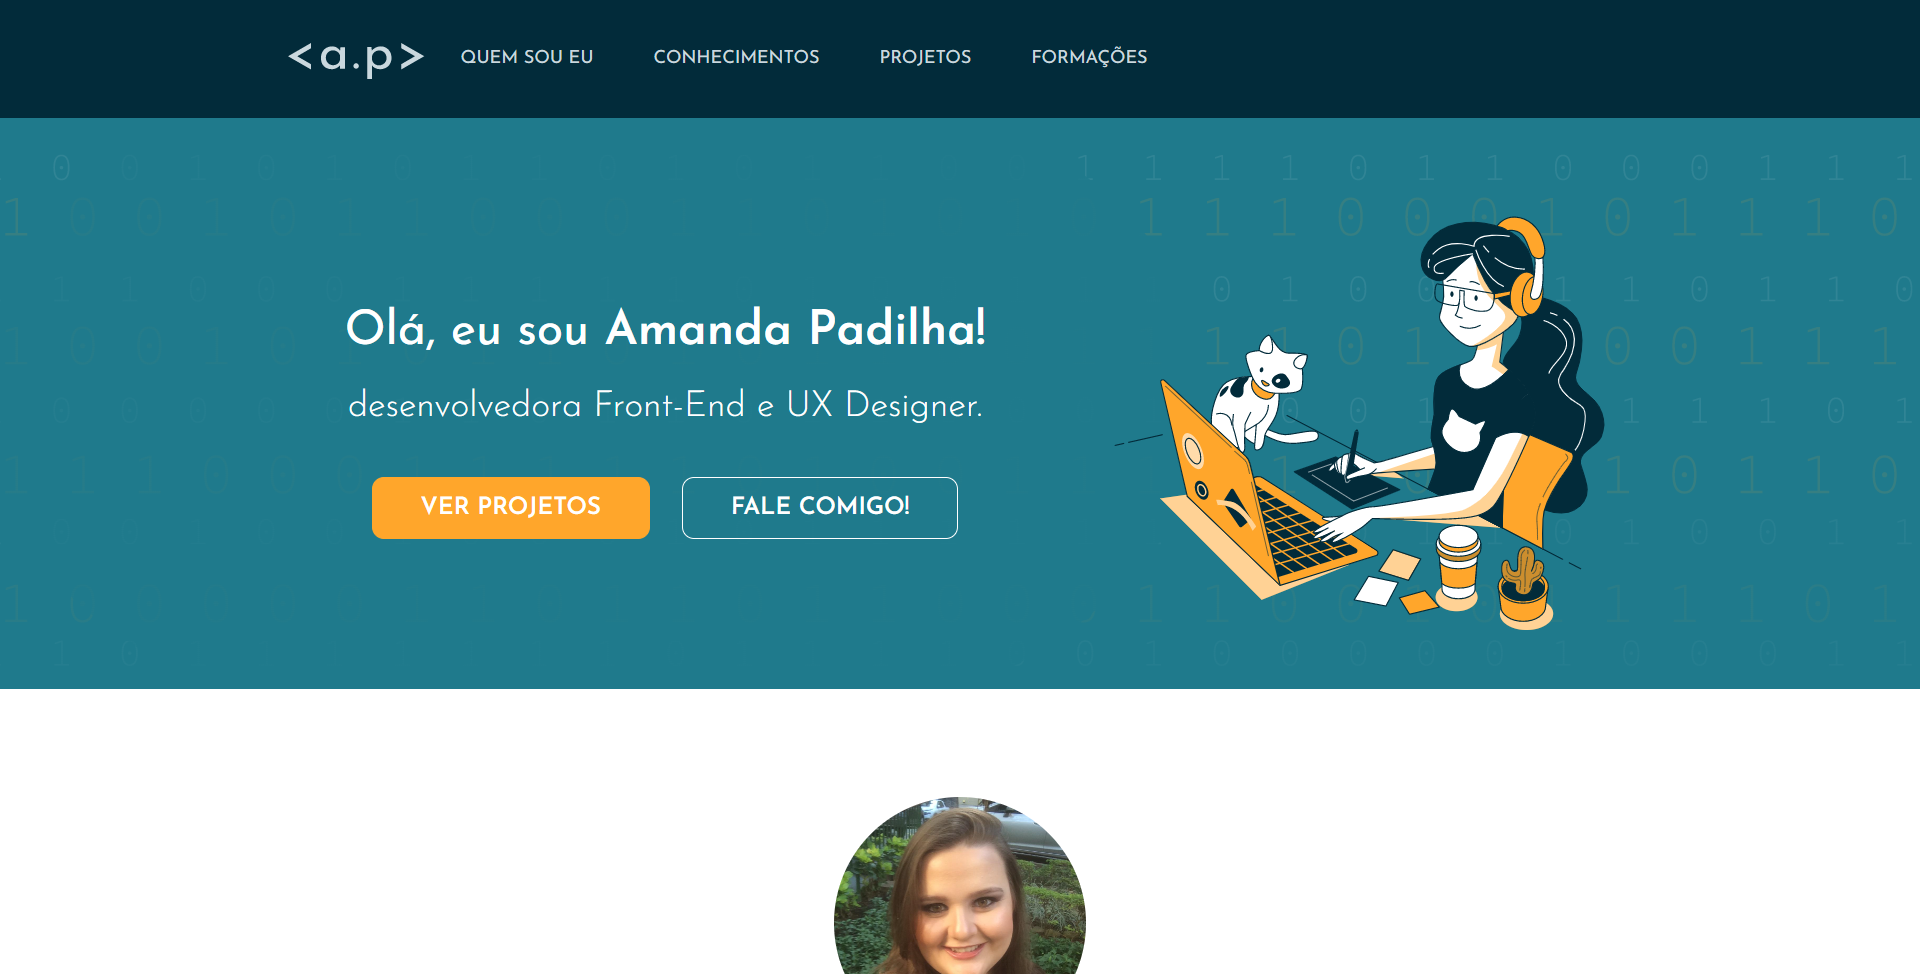 <a.p>
QUEM SOU EU
CONHECIMENTOS
PROJETOS
FORMAÇÕES
Olá, eu sou Amanda Padilha!
desenvolvedora Front-End e UX Designer.
VER PROJETOS
FALE COMIGO!